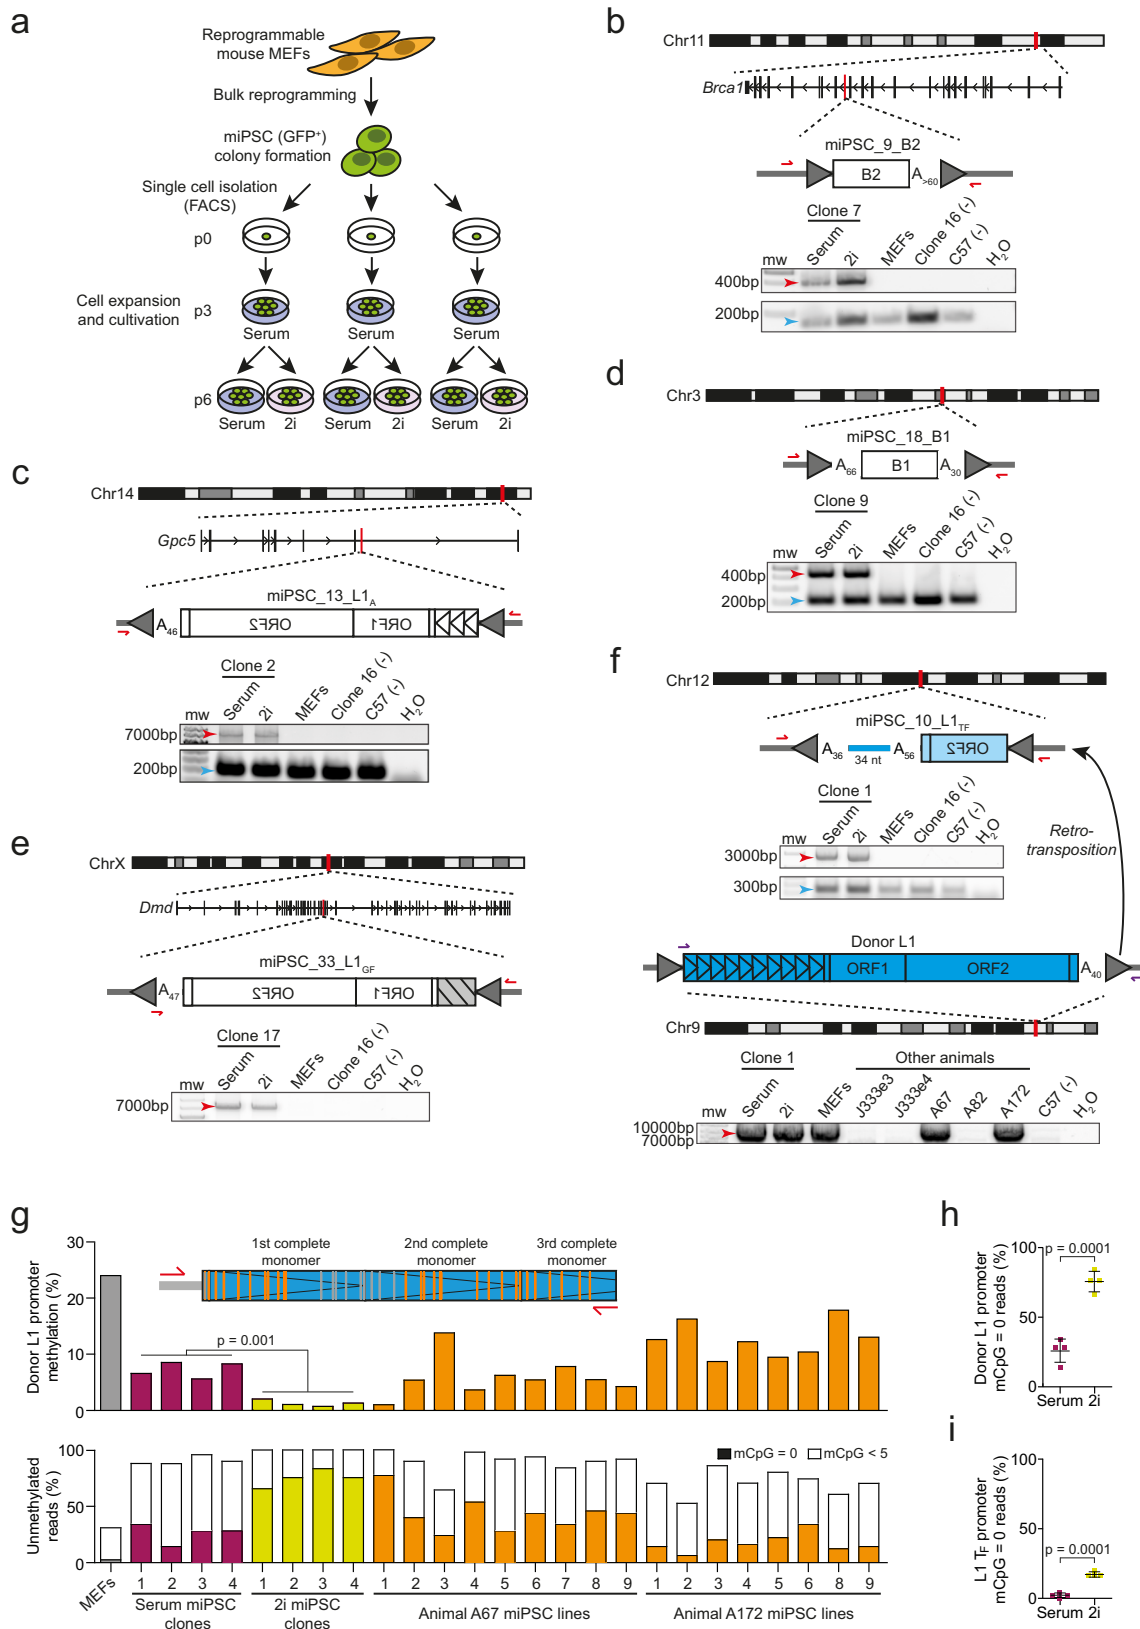 a
Reprogrammable
mouse MEFs
Bulk reprogramming
miPSC (GFP⁺)
colony formation
Single cell isolation
(FACS)
p0
Cell expansion
and cultivation
p3
Serum Serum Serum
p6
Serum 2i Serum 2i Serum 2i
b
Chr11
Brca1
miPSC_9_B2
B2 A>60
Clone 7
mw Serum 2i MEFs Clone 16 (-) C57 (-) H2O
400bp
200bp
c
Chr14
Gpc5
miPSC_13_L1A
A46 ORF2 ORF1
Clone 2
mw Serum 2i MEFs Clone 16 (-) C57 (-) H2O
7000bp
200bp
d
Chr3
miPSC_18_B1
A66 B1 A30
Clone 9
mw Serum 2i MEFs Clone 16 (-) C57 (-) H2O
400bp
200bp
e
ChrX
Dmd
miPSC_33_L1GF
A47 ORF2 ORF1
Clone 17
mw Serum 2i MEFs Clone 16 (-) C57 (-) H2O
7000bp
f
Chr12
miPSC_10_L1TF
A36 34 nt A56 ORF2
Clone 1
mw Serum 2i MEFs Clone 16 (-) C57 (-) H2O
3000bp
300bp
Retro-
transposition
Donor L1
ORF1 ORF2 A40
Chr9
Clone 1 Other animals
mw Serum 2i MEFs J333e3 J333e4 A67 A82 A172 C57 (-) H2O
10000bp
7000bp
g
Donor L1 promoter
methylation (%)
30
20
10
0
1st complete
monomer
2nd complete
monomer
3rd complete
monomer
p = 0.001
Unmethylated
reads (%)
100
50
0
mCpG = 0 mCpG < 5
MEFs 1 2 3 4 1 2 3 4 1 2 3 4 5 6 7 8 9 1 2 3 4 5 6 7 8 9
Serum miPSC
clones
2i miPSC
clones
Animal A67 miPSC lines
Animal A172 miPSC lines
h
Donor L1 promoter
mCpG = 0 reads (%)
100
50
0
p = 0.0001
Serum 2i
i
L1 TF promoter
mCpG = 0 reads (%)
100
50
0
p = 0.0001
Serum 2i